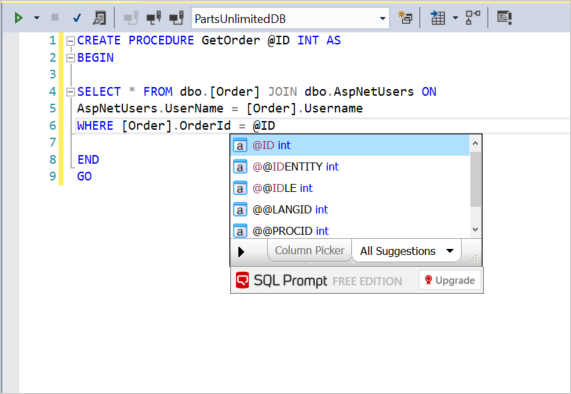 PartsUnlimitedDB
1 CREATE PROCEDURE GetOrder @ID INT AS
2 BEGIN
3
4 SELECT * FROM dbo.[Order] JOIN dbo.AspNetUsers ON
5 AspNetUsers.UserName = [Order].Username
6 WHERE [Order].OrderId = @ID
7
8 END
9 GO
a @ID int
a @@IDENTITY int
a @@IDLE int
a @@LANGID int
a @@PROCID int
Column Picker All Suggestions
SQL Prompt FREE EDITION Upgrade